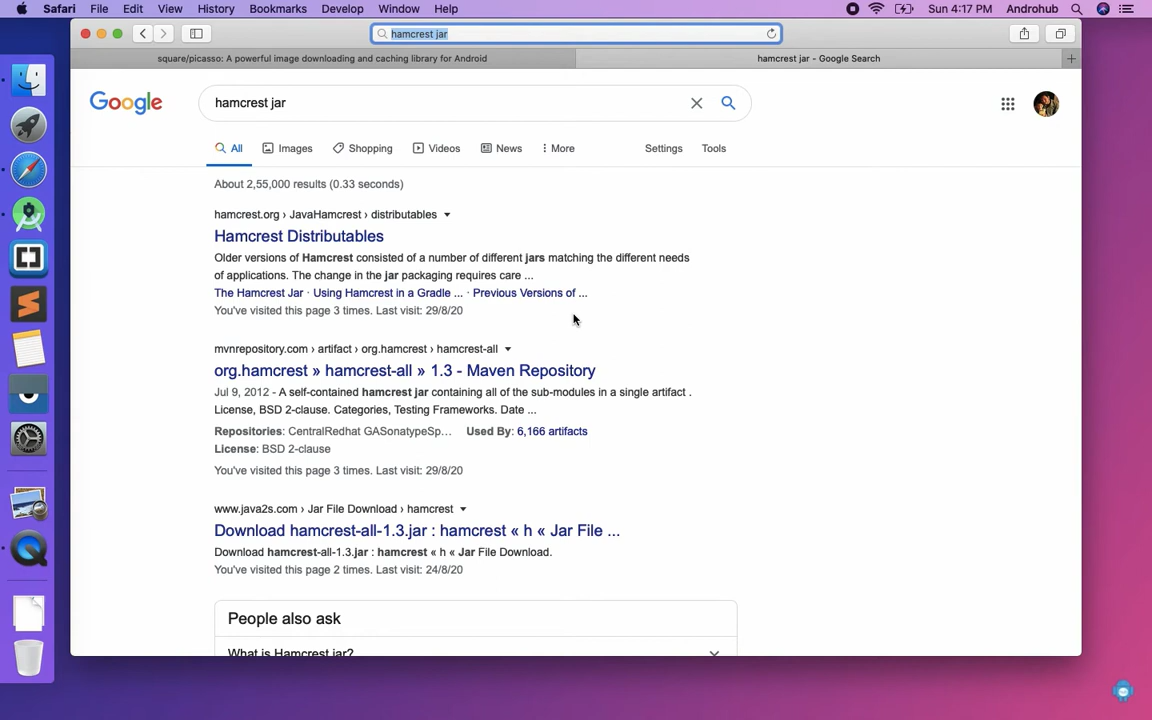 Safari File Edit View History Bookmarks Develop Window Help Sun 4:17 PM Androhub
hamcrest jar
square/picasso: A powerful image downloading and caching library for Android
hamcrest jar - Google Search
Google
hamcrest jar
All Images Shopping Videos News More Settings Tools
About 2,55,000 results (0.33 seconds)
hamcrest.org › JavaHamcrest › distributables
Hamcrest Distributables
Older versions of Hamcrest consisted of a number of different jars matching the different needs
of applications. The change in the jar packaging requires care ...
The Hamcrest Jar · Using Hamcrest in a Gradle ... · Previous Versions of ...
You've visited this page 3 times. Last visit: 29/8/20
mvnrepository.com › artifact › org.hamcrest › hamcrest-all
org.hamcrest » hamcrest-all » 1.3 - Maven Repository
Jul 9, 2012 - A self-contained hamcrest jar containing all of the sub-modules in a single artifact .
License, BSD 2-clause. Categories, Testing Frameworks. Date ...
Repositories: CentralRedhat GASonatypeSp... Used By: 6,166 artifacts
License: BSD 2-clause
You've visited this page 3 times. Last visit: 29/8/20
www.java2s.com › Jar File Download › hamcrest
Download hamcrest-all-1.3.jar : hamcrest « h « Jar File ...
Download hamcrest-all-1.3.jar : hamcrest « h « Jar File Download.
You've visited this page 2 times. Last visit: 24/8/20
People also ask
What is Hamcrest jar?